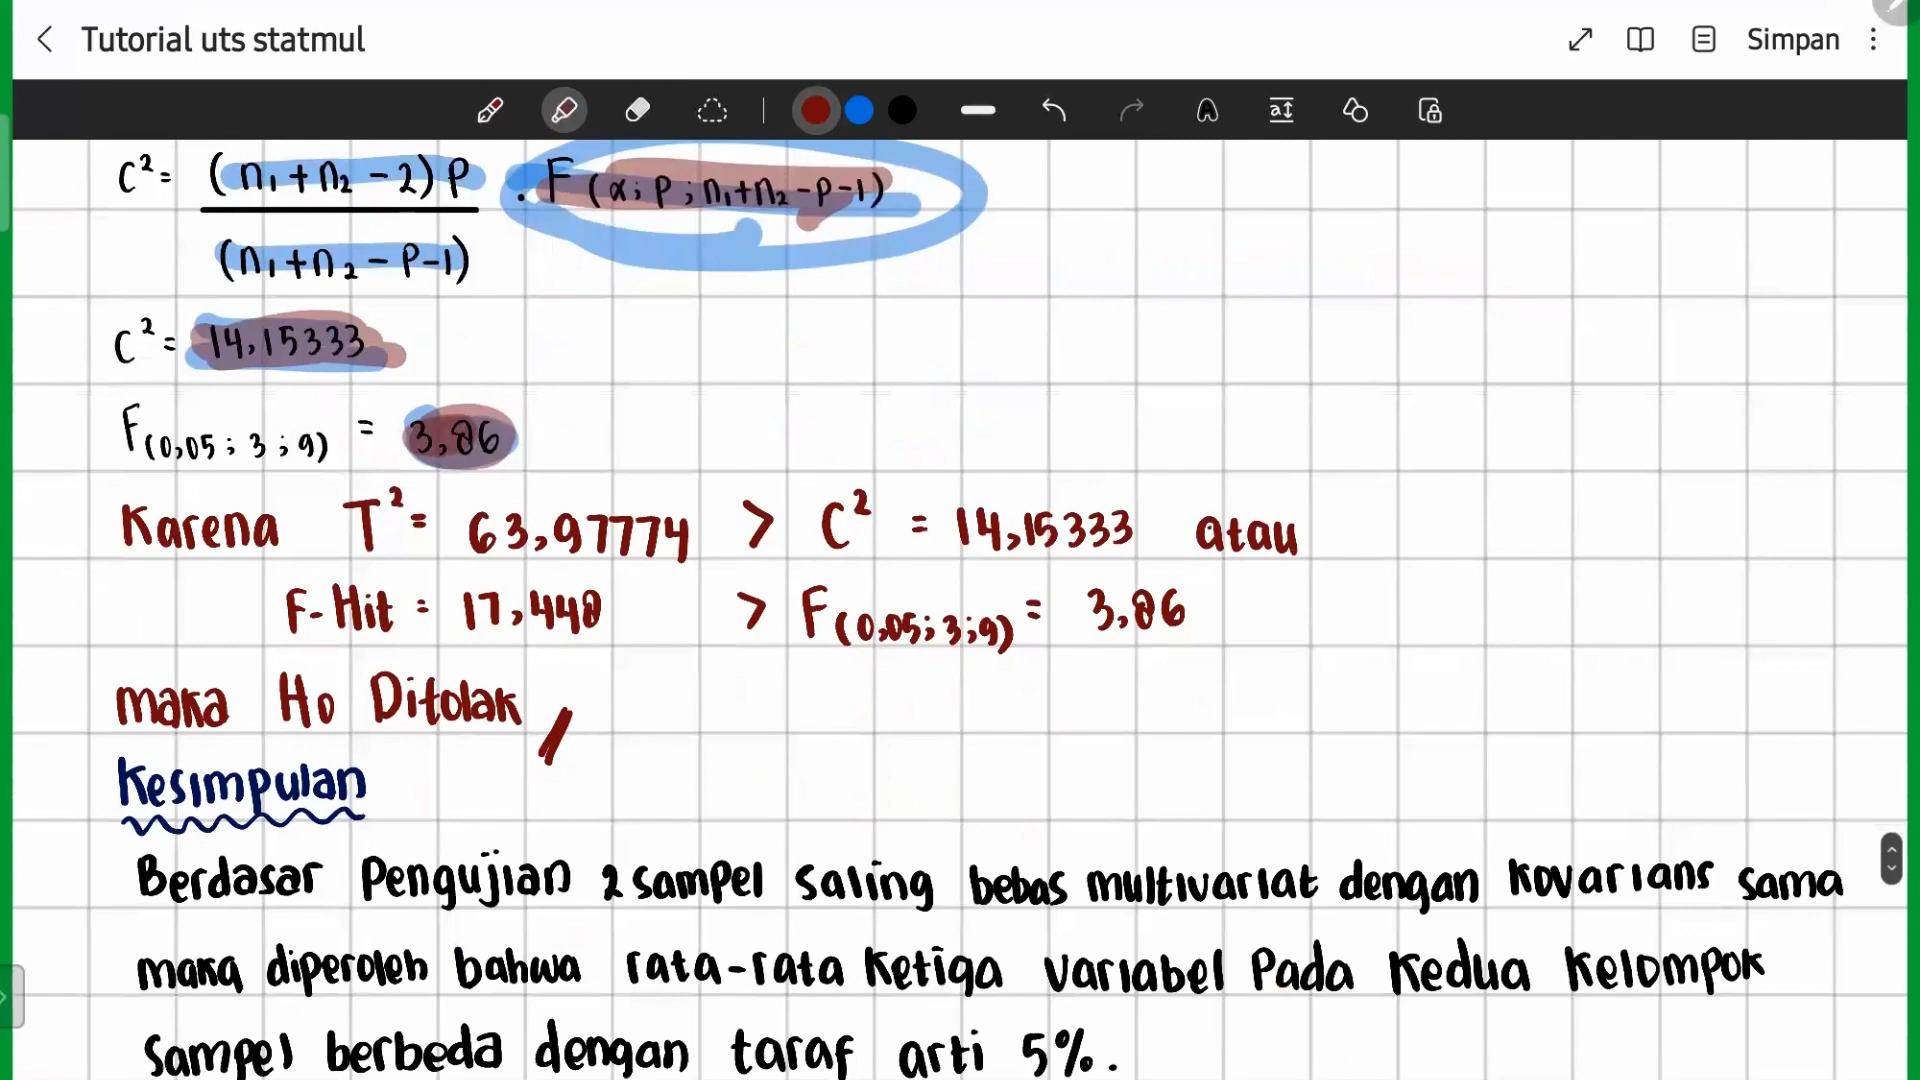 Tutorial uts statmul
Simpan
C² = (n₁+n₂-2)p / (n₁+n₂-p-1) . F(α; p; n₁+n₂-p-1)
C² = 14,15333
F(0,05; 3; 9) = 3,86
Karena T² = 63,97774 > C² = 14,15333 atau
F-Hit = 17,448 > F(0,05; 3; 9) = 3,86
maka H₀ Ditolak //
Kesimpulan
Berdasar Pengujian 2 sampel saling bebas multivariat dengan kovarians sama
maka diperoleh bahwa rata-rata ketiga variabel Pada Kedua Kelompok
sampel berbeda dengan taraf arti 5%.